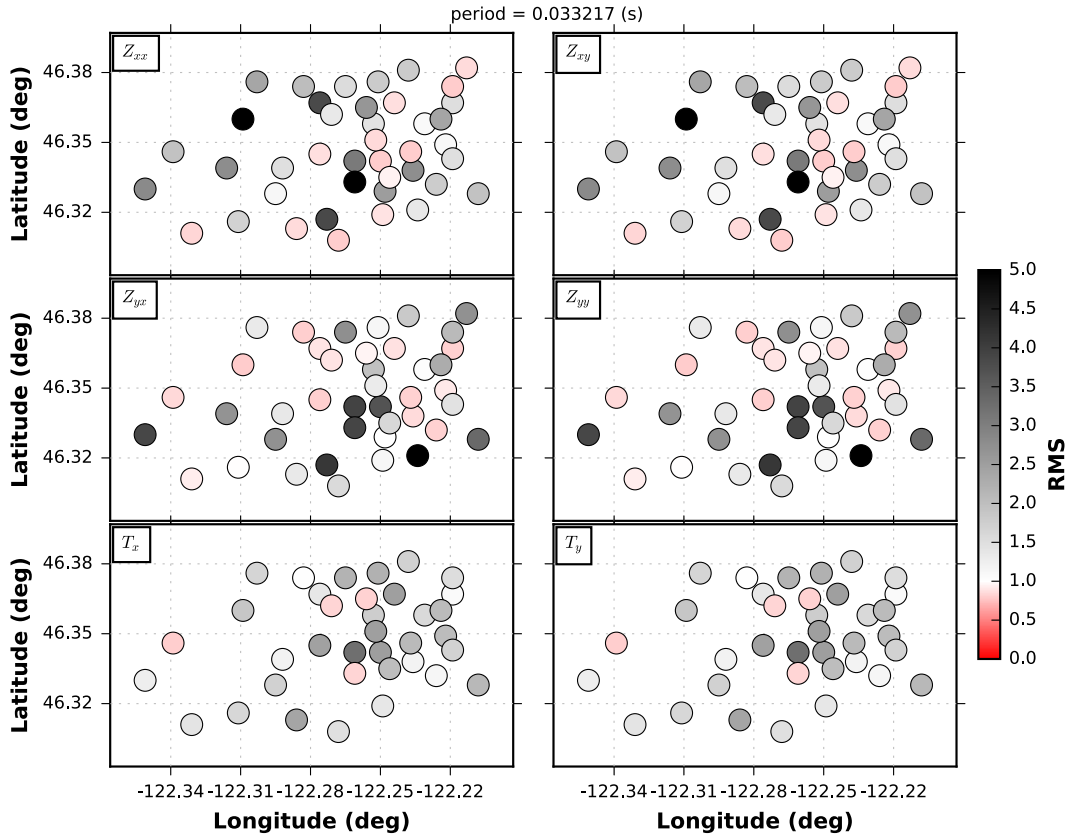 period = 0.033217 (s)
Z_xx
Z_xy
46.38
46.35
46.32
Latitude (deg)
Z_yx
Z_yy
46.38
46.35
46.32
Latitude (deg)
T_x
T_y
46.38
46.35
46.32
Latitude (deg)
-122.34 -122.31 -122.28 -122.25 -122.22
-122.34 -122.31 -122.28 -122.25 -122.22
Longitude (deg)
Longitude (deg)
5.0
4.5
4.0
3.5
3.0
2.5
2.0
1.5
1.0
0.5
0.0
RMS